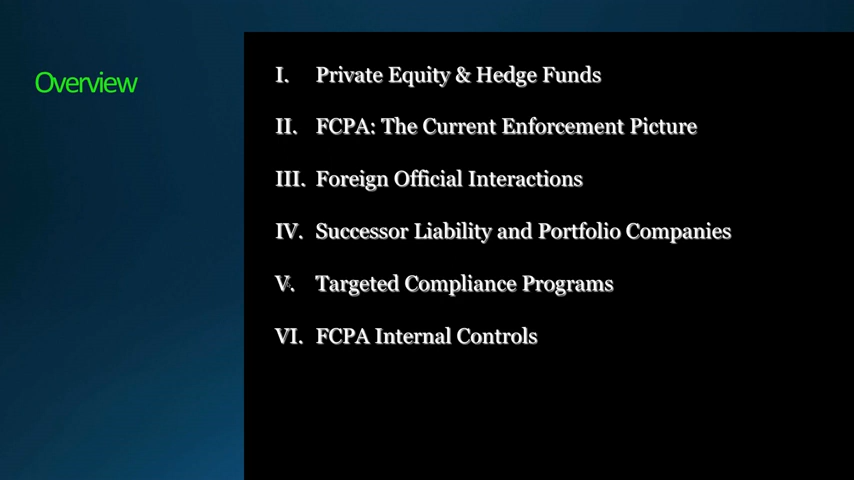 Overview
I. Private Equity & Hedge Funds
II. FCPA: The Current Enforcement Picture
III. Foreign Official Interactions
IV. Successor Liability and Portfolio Companies
V. Targeted Compliance Programs
VI. FCPA Internal Controls